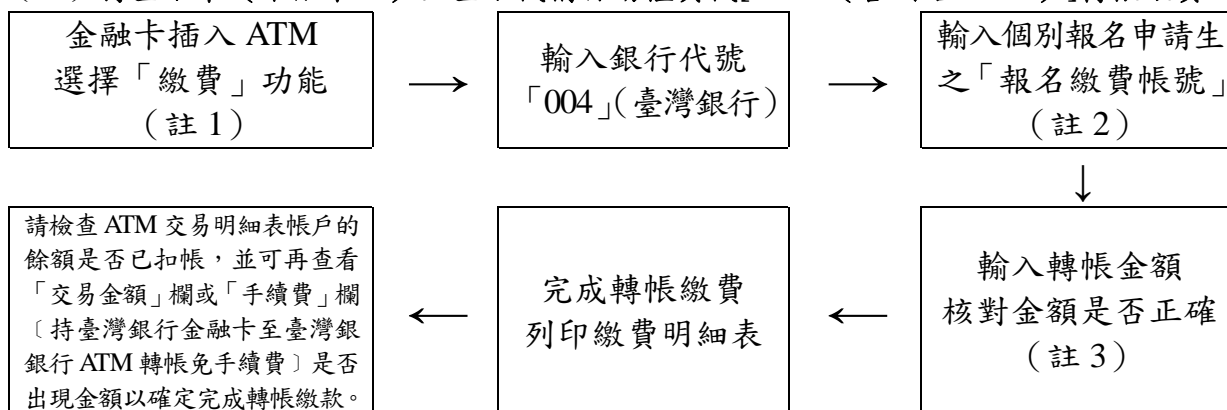 金融卡插入 ATM
選擇「繳費」功能
(註 1)
→
輸入銀行代號
「004」(臺灣銀行)
→
輸入個別報名申請生
之「報名繳費帳號」
(註 2)
↓
輸入轉帳金額
核對金額是否正確
(註 3)
←
完成轉帳繳費
列印繳費明細表
←
請檢查 ATM 交易明細表帳戶的
餘額是否已扣帳,並可再查看
「交易金額」欄或「手續費」欄
〔持臺灣銀行金融卡至臺灣銀
銀行 ATM 轉帳免手續費〕是否
出現金額以確定完成轉帳繳款。